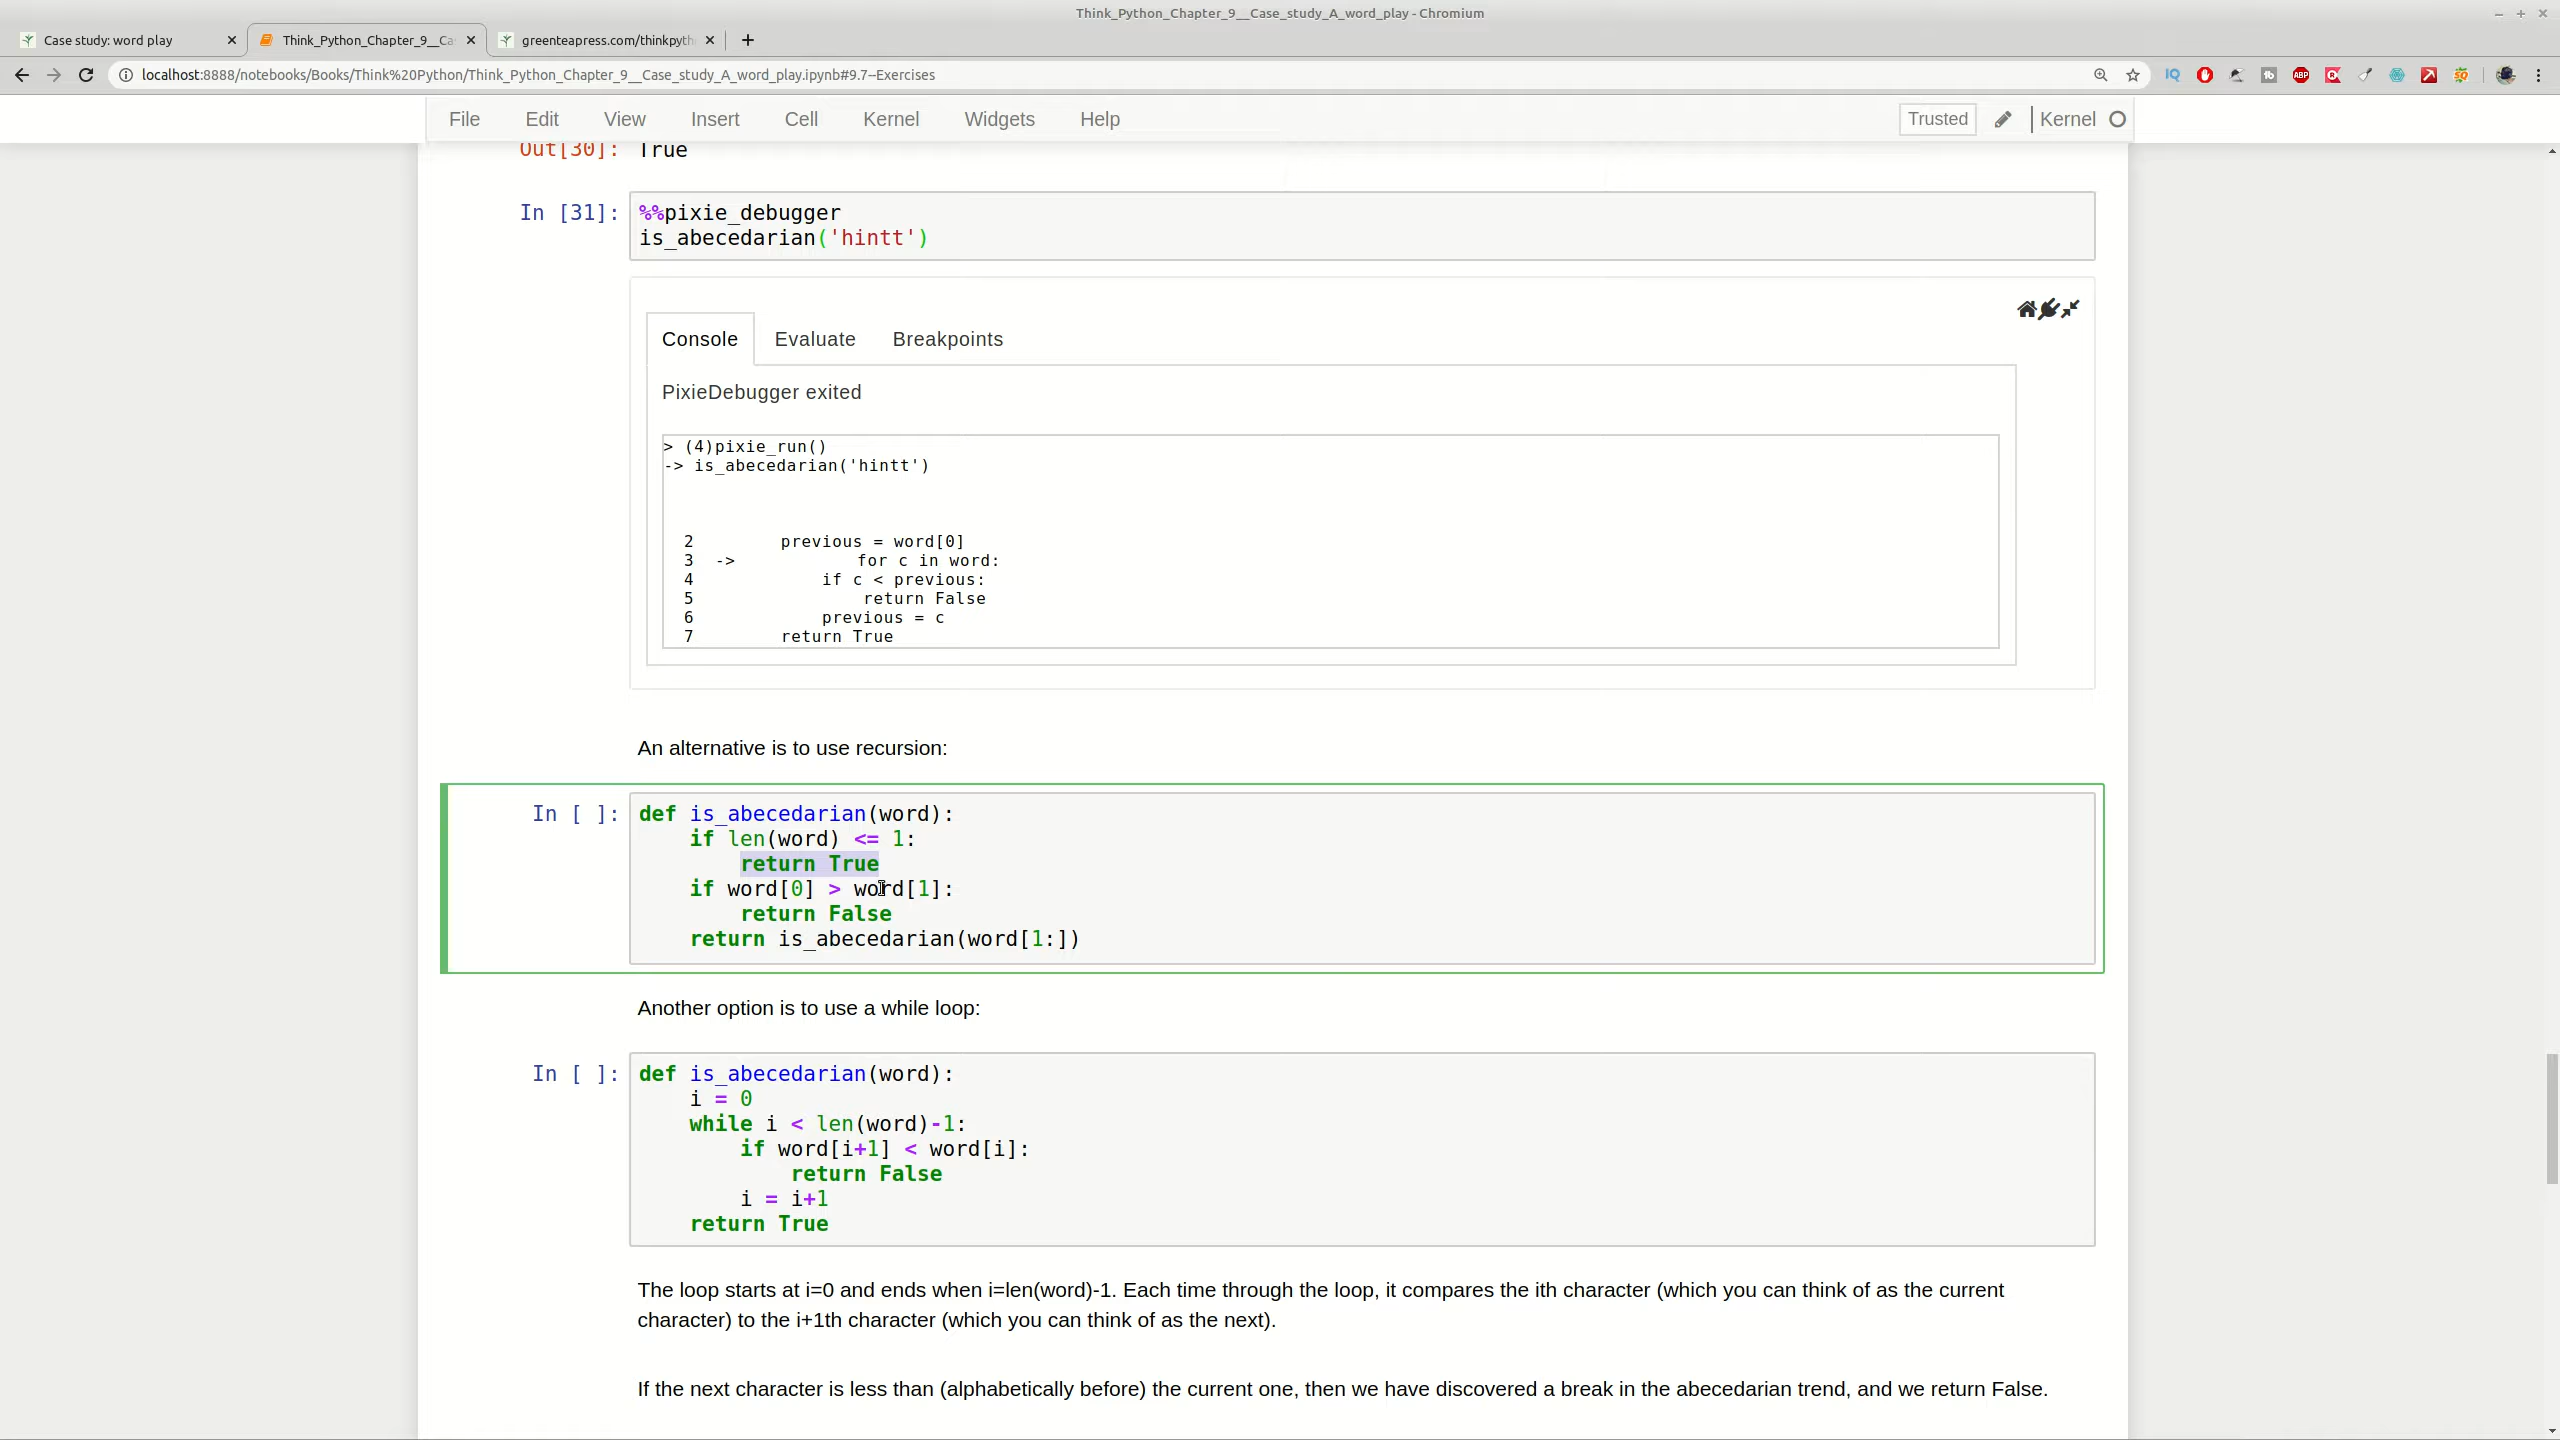 Think_Python_Chapter_9__Case_study_A_word_play - Chromium
Case study: word play
Think_Python_Chapter_9__Ca
greenteapress.com/thinkpyth
localhost:8888/notebooks/Books/Think%20Python/Think_Python_Chapter_9__Case_study_A_word_play.ipynb#9.7--Exercises
File Edit View Insert Cell Kernel Widgets Help
Trusted
Kernel
Out[30]: True
In [31]: %%pixie_debugger
is_abecedarian('hintt')
Console Evaluate Breakpoints
PixieDebugger exited
> (4)pixie_run()
-> is_abecedarian('hintt')
2 previous = word[0]
3 -> for c in word:
4 if c < previous:
5 return False
6 previous = c
7 return True
An alternative is to use recursion:
In [ ]: def is_abecedarian(word):
if len(word) <= 1:
return True
if word[0] > word[1]:
return False
return is_abecedarian(word[1:])
Another option is to use a while loop:
In [ ]: def is_abecedarian(word):
i = 0
while i < len(word)-1:
if word[i+1] < word[i]:
return False
i = i+1
return True
The loop starts at i=0 and ends when i=len(word)-1. Each time through the loop, it compares the ith character (which you can think of as the current
character) to the i+1th character (which you can think of as the next).
If the next character is less than (alphabetically before) the current one, then we have discovered a break in the abecedarian trend, and we return False.